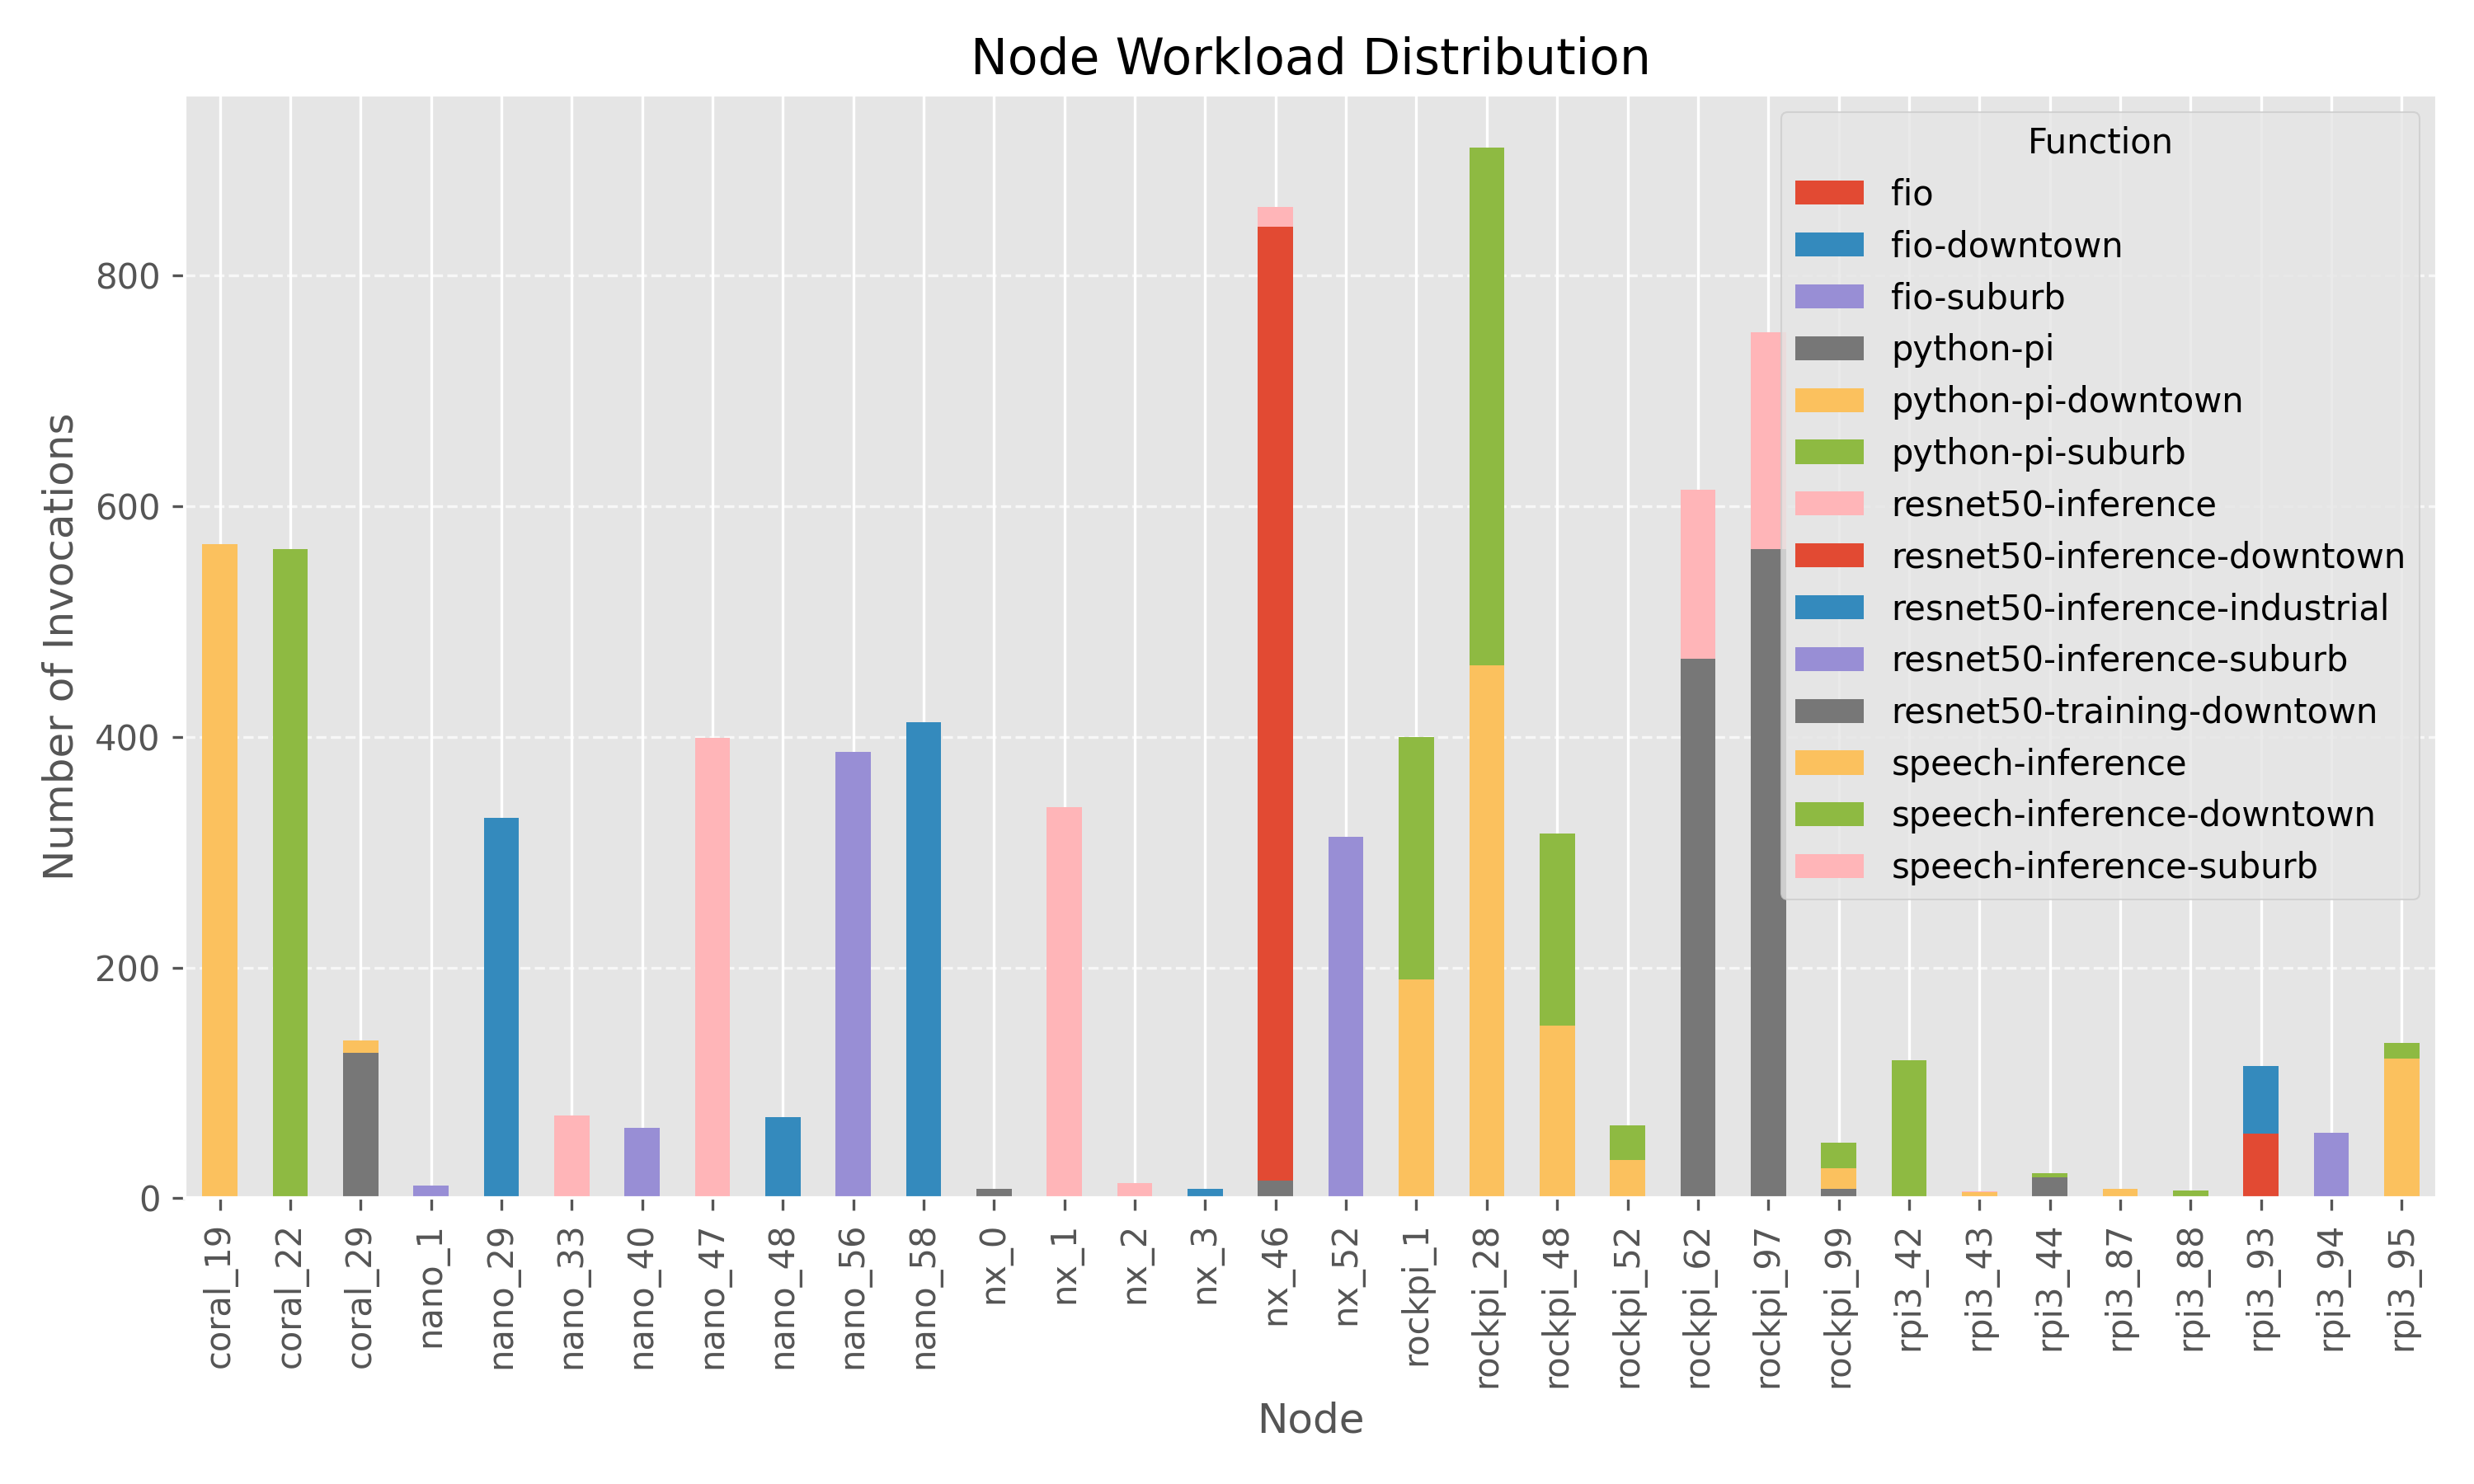 Node Workload Distribution
Number of Invocations
800
600
400
200
0
Function
fio
fio-downtown
fio-suburb
python-pi
python-pi-downtown
python-pi-suburb
resnet50-inference
resnet50-inference-downtown
resnet50-inference-industrial
resnet50-inference-suburb
resnet50-training-downtown
speech-inference
speech-inference-downtown
speech-inference-suburb
coral_19
coral_22
coral_29
nano_1
nano_29
nano_33
nano_40
nano_47
nano_48
nano_56
nano_58
nx_0
nx_1
nx_2
nx_3
nx_46
nx_52
rockpi_1
rockpi_28
rockpi_48
rockpi_52
rockpi_62
rockpi_97
rockpi_99
rpi3_42
rpi3_43
rpi3_44
rpi3_87
rpi3_88
rpi3_93
rpi3_94
rpi3_95
Node